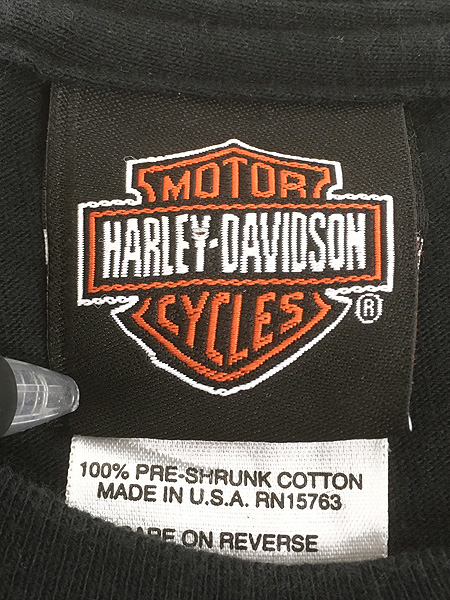 MOTOR
HARLEY-DAVIDSON
CYCLES
®
100% PRE-SHRUNK COTTON
MADE IN U.S.A. RN15763
ON REVERSE